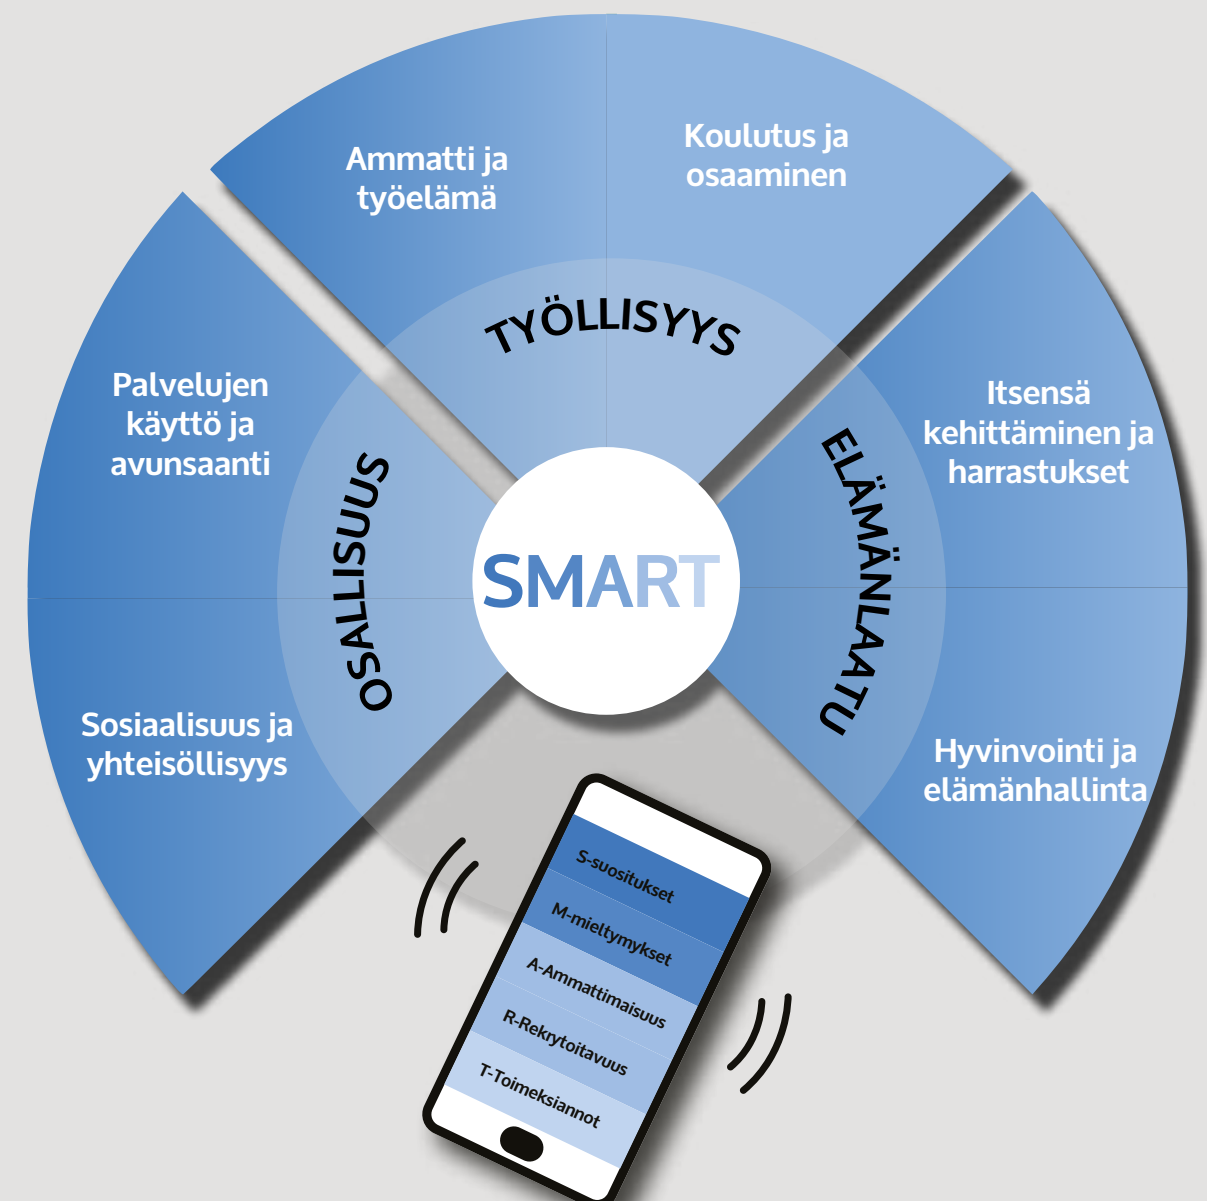 Ammatti ja
työelämä
Koulutus ja
osaaminen
TYÖLLISYYS
Palvelujen
käyttö ja
avunsaanti
Sosiaalisuus ja
yhteisöllisyys
OSALLISUUS
SMART
ELÄMÄNLAATU
Itsensä
kehittäminen ja
harrastukset
Hyvinvointi ja
elämänhallinta
S-suositukset
M-mieltymykset
A-Ammattimaisuus
R-Rekrytoitavuus
T-Toimeksiannot